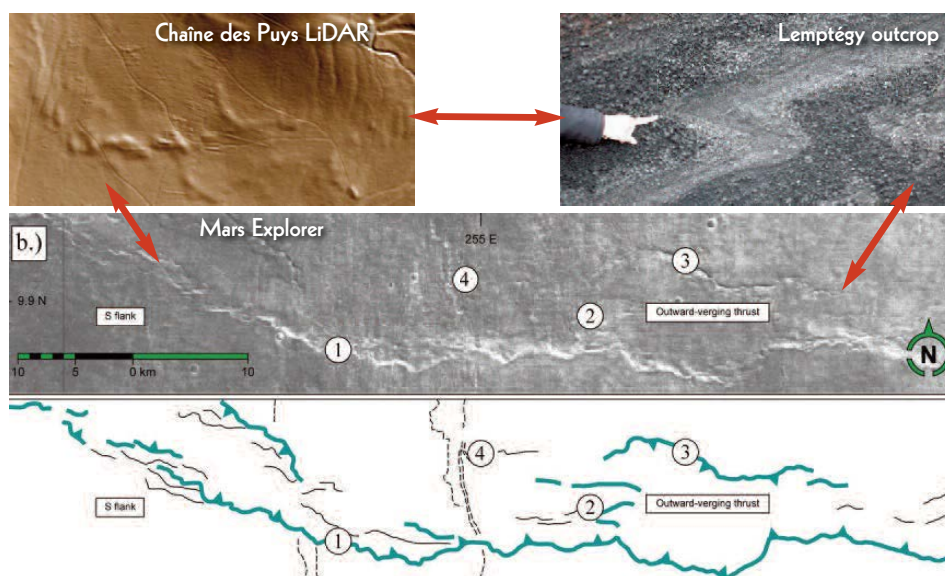 Chaîne des Puys LiDAR
Lemptégy outcrop
Mars Explorer
b.)
255 E
4
3
9.9 N
S flank
2
Outward-verging thrust
1
N
10 5 0 km 10
4
3
S flank
2
Outward-verging thrust
1